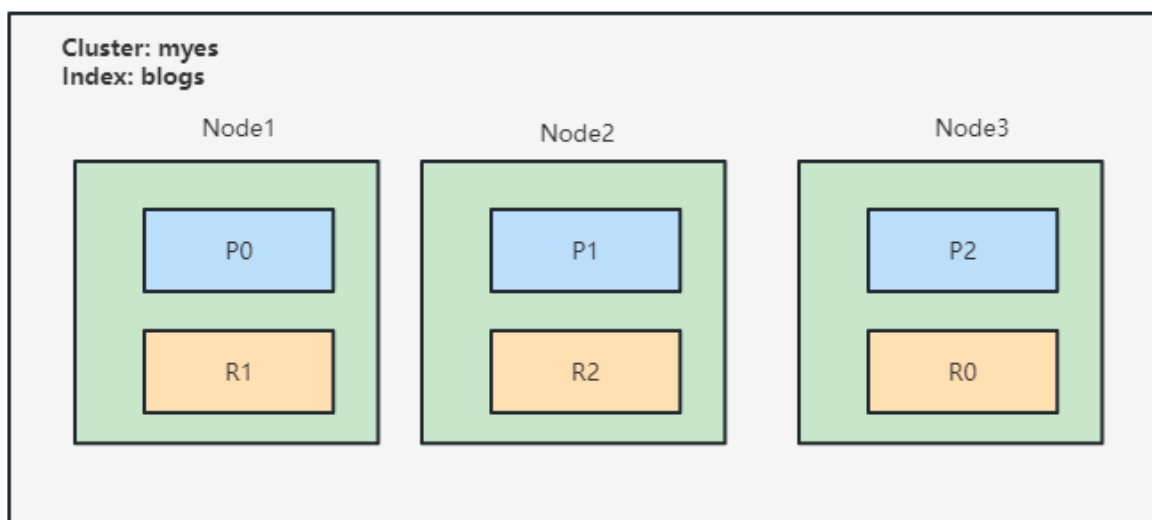 Cluster: myes
Index: blogs
Node1
Node2
Node3
P0
P1
P2
R1
R2
R0